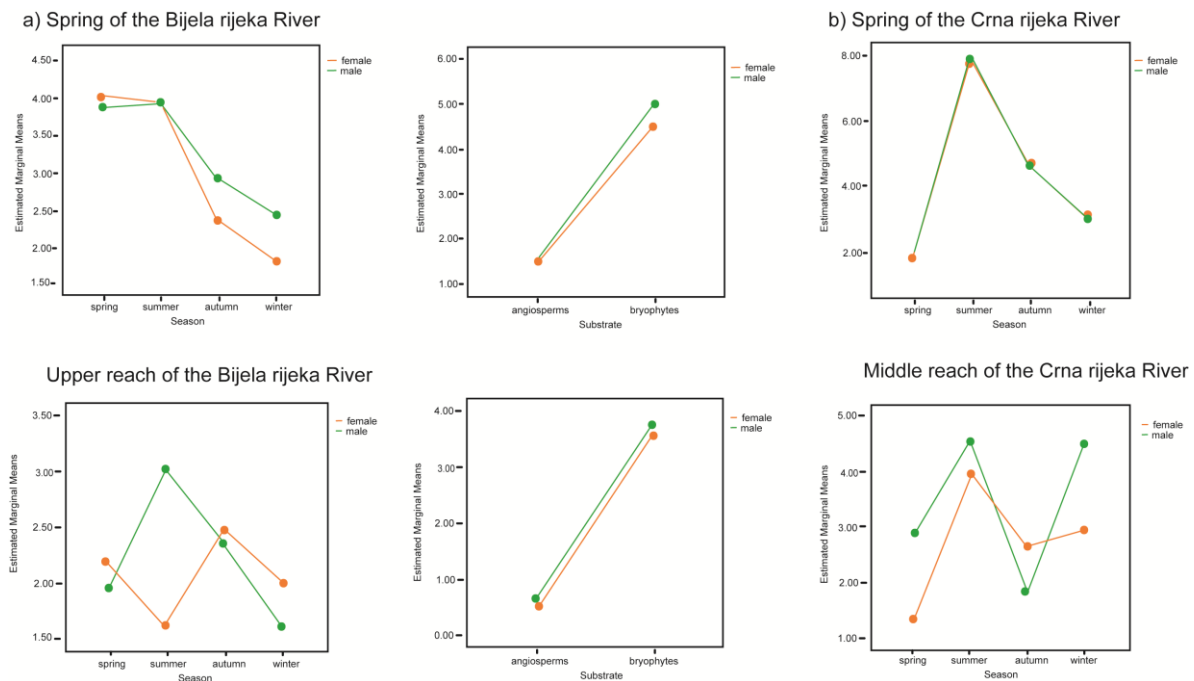 a) Spring of the Bijela rijeka River
4.50
4.00
3.50
3.00
2.50
2.00
1.50
Estimated Marginal Means
spring summer autumn winter
Season
female
male
6.00
5.00
4.00
3.00
2.00
1.00
Estimated Marginal Means
angiosperms bryophytes
Substrate
female
male
b) Spring of the Crna rijeka River
8.00
6.00
4.00
2.00
Estimated Marginal Means
spring summer autumn winter
Season
female
male
Upper reach of the Bijela rijeka River
3.50
3.00
2.50
2.00
1.50
Estimated Marginal Means
spring summer autumn winter
Season
female
male
4.00
3.00
2.00
1.00
0.00
Estimated Marginal Means
angiosperms bryophytes
Substrate
female
male
Middle reach of the Crna rijeka River
5.00
4.00
3.00
2.00
1.00
Estimated Marginal Means
spring summer autumn winter
Season
female
male